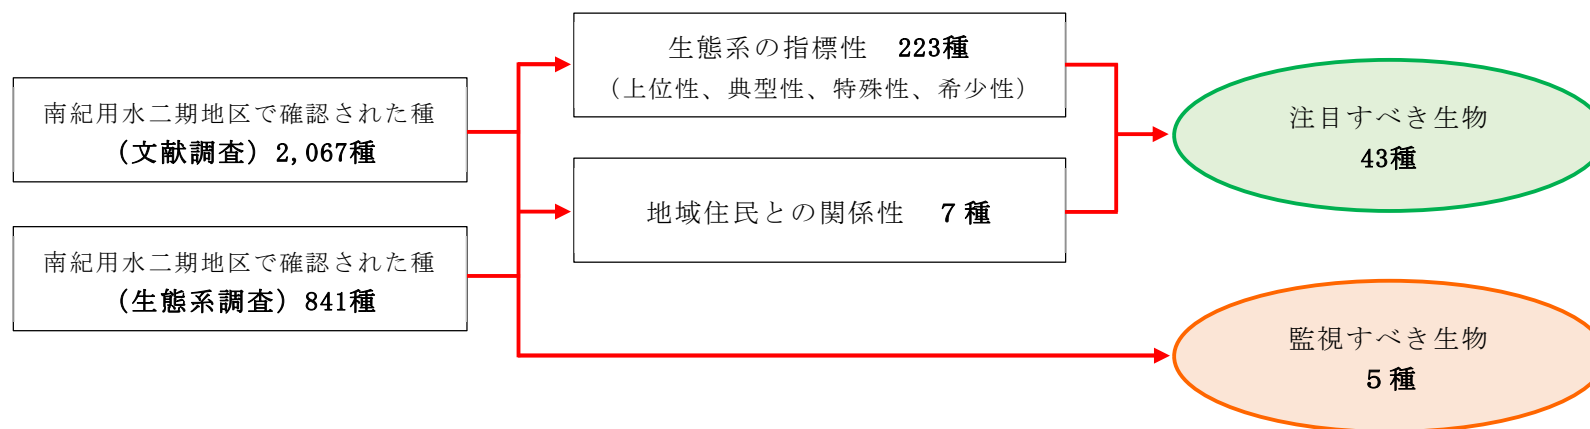 南紀用水二期地区で確認された種
(文献調査) 2,067種
南紀用水二期地区で確認された種
(生態系調査) 841種
生態系の指標性　223種
（上位性、典型性、特殊性、希少性）
地域住民との関係性　７種
注目すべき生物
43種
監視すべき生物
５種